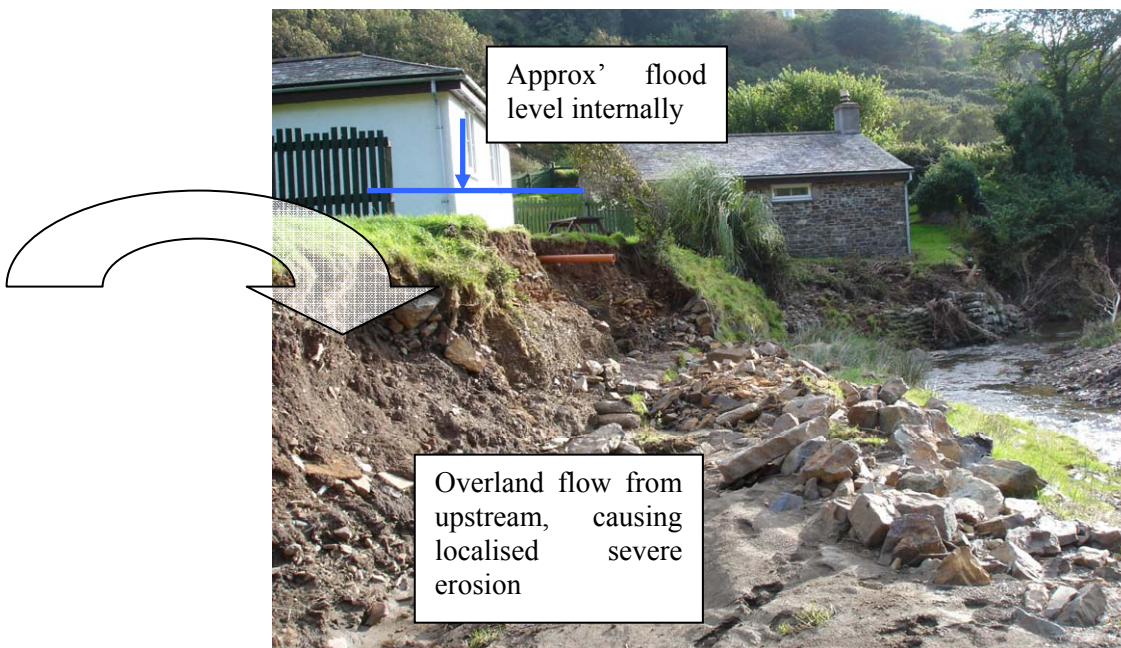 Approx’ flood
level internally
Overland flow from
upstream, causing
localised severe
erosion